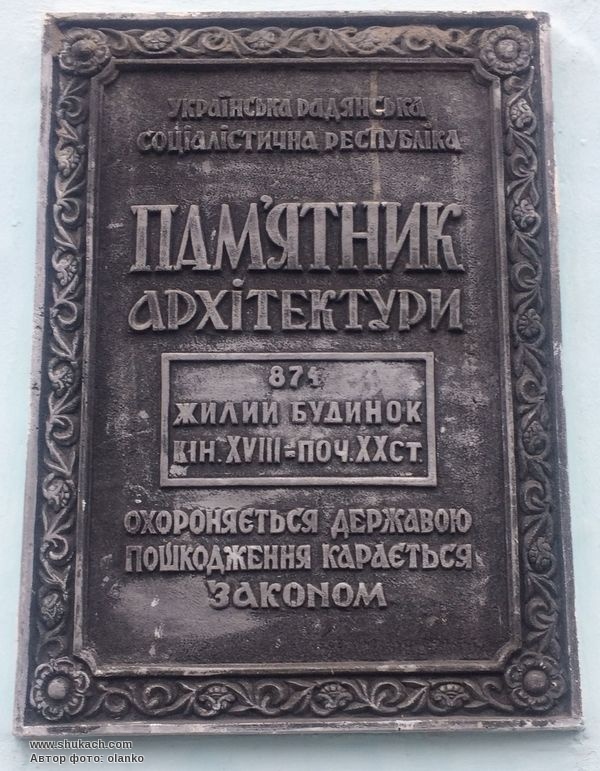 УКРАЇНСЬКА РАДЯНСЬКА
СОЦІАЛІСТИЧНА РЕСПУБЛІКА
ПАМ'ЯТНИК
АРХІТЕКТУРИ
874
ЖИЛИЙ БУДИНОК
КІН. XVIII=ПОЧ. XX СТ.
ОХОРОНЯЄТЬСЯ ДЕРЖАВОЮ
ПОШКОДЖЕННЯ КАРАЄТЬСЯ
ЗАКОНОМ
www.shukach.com
Автор фото: olanko